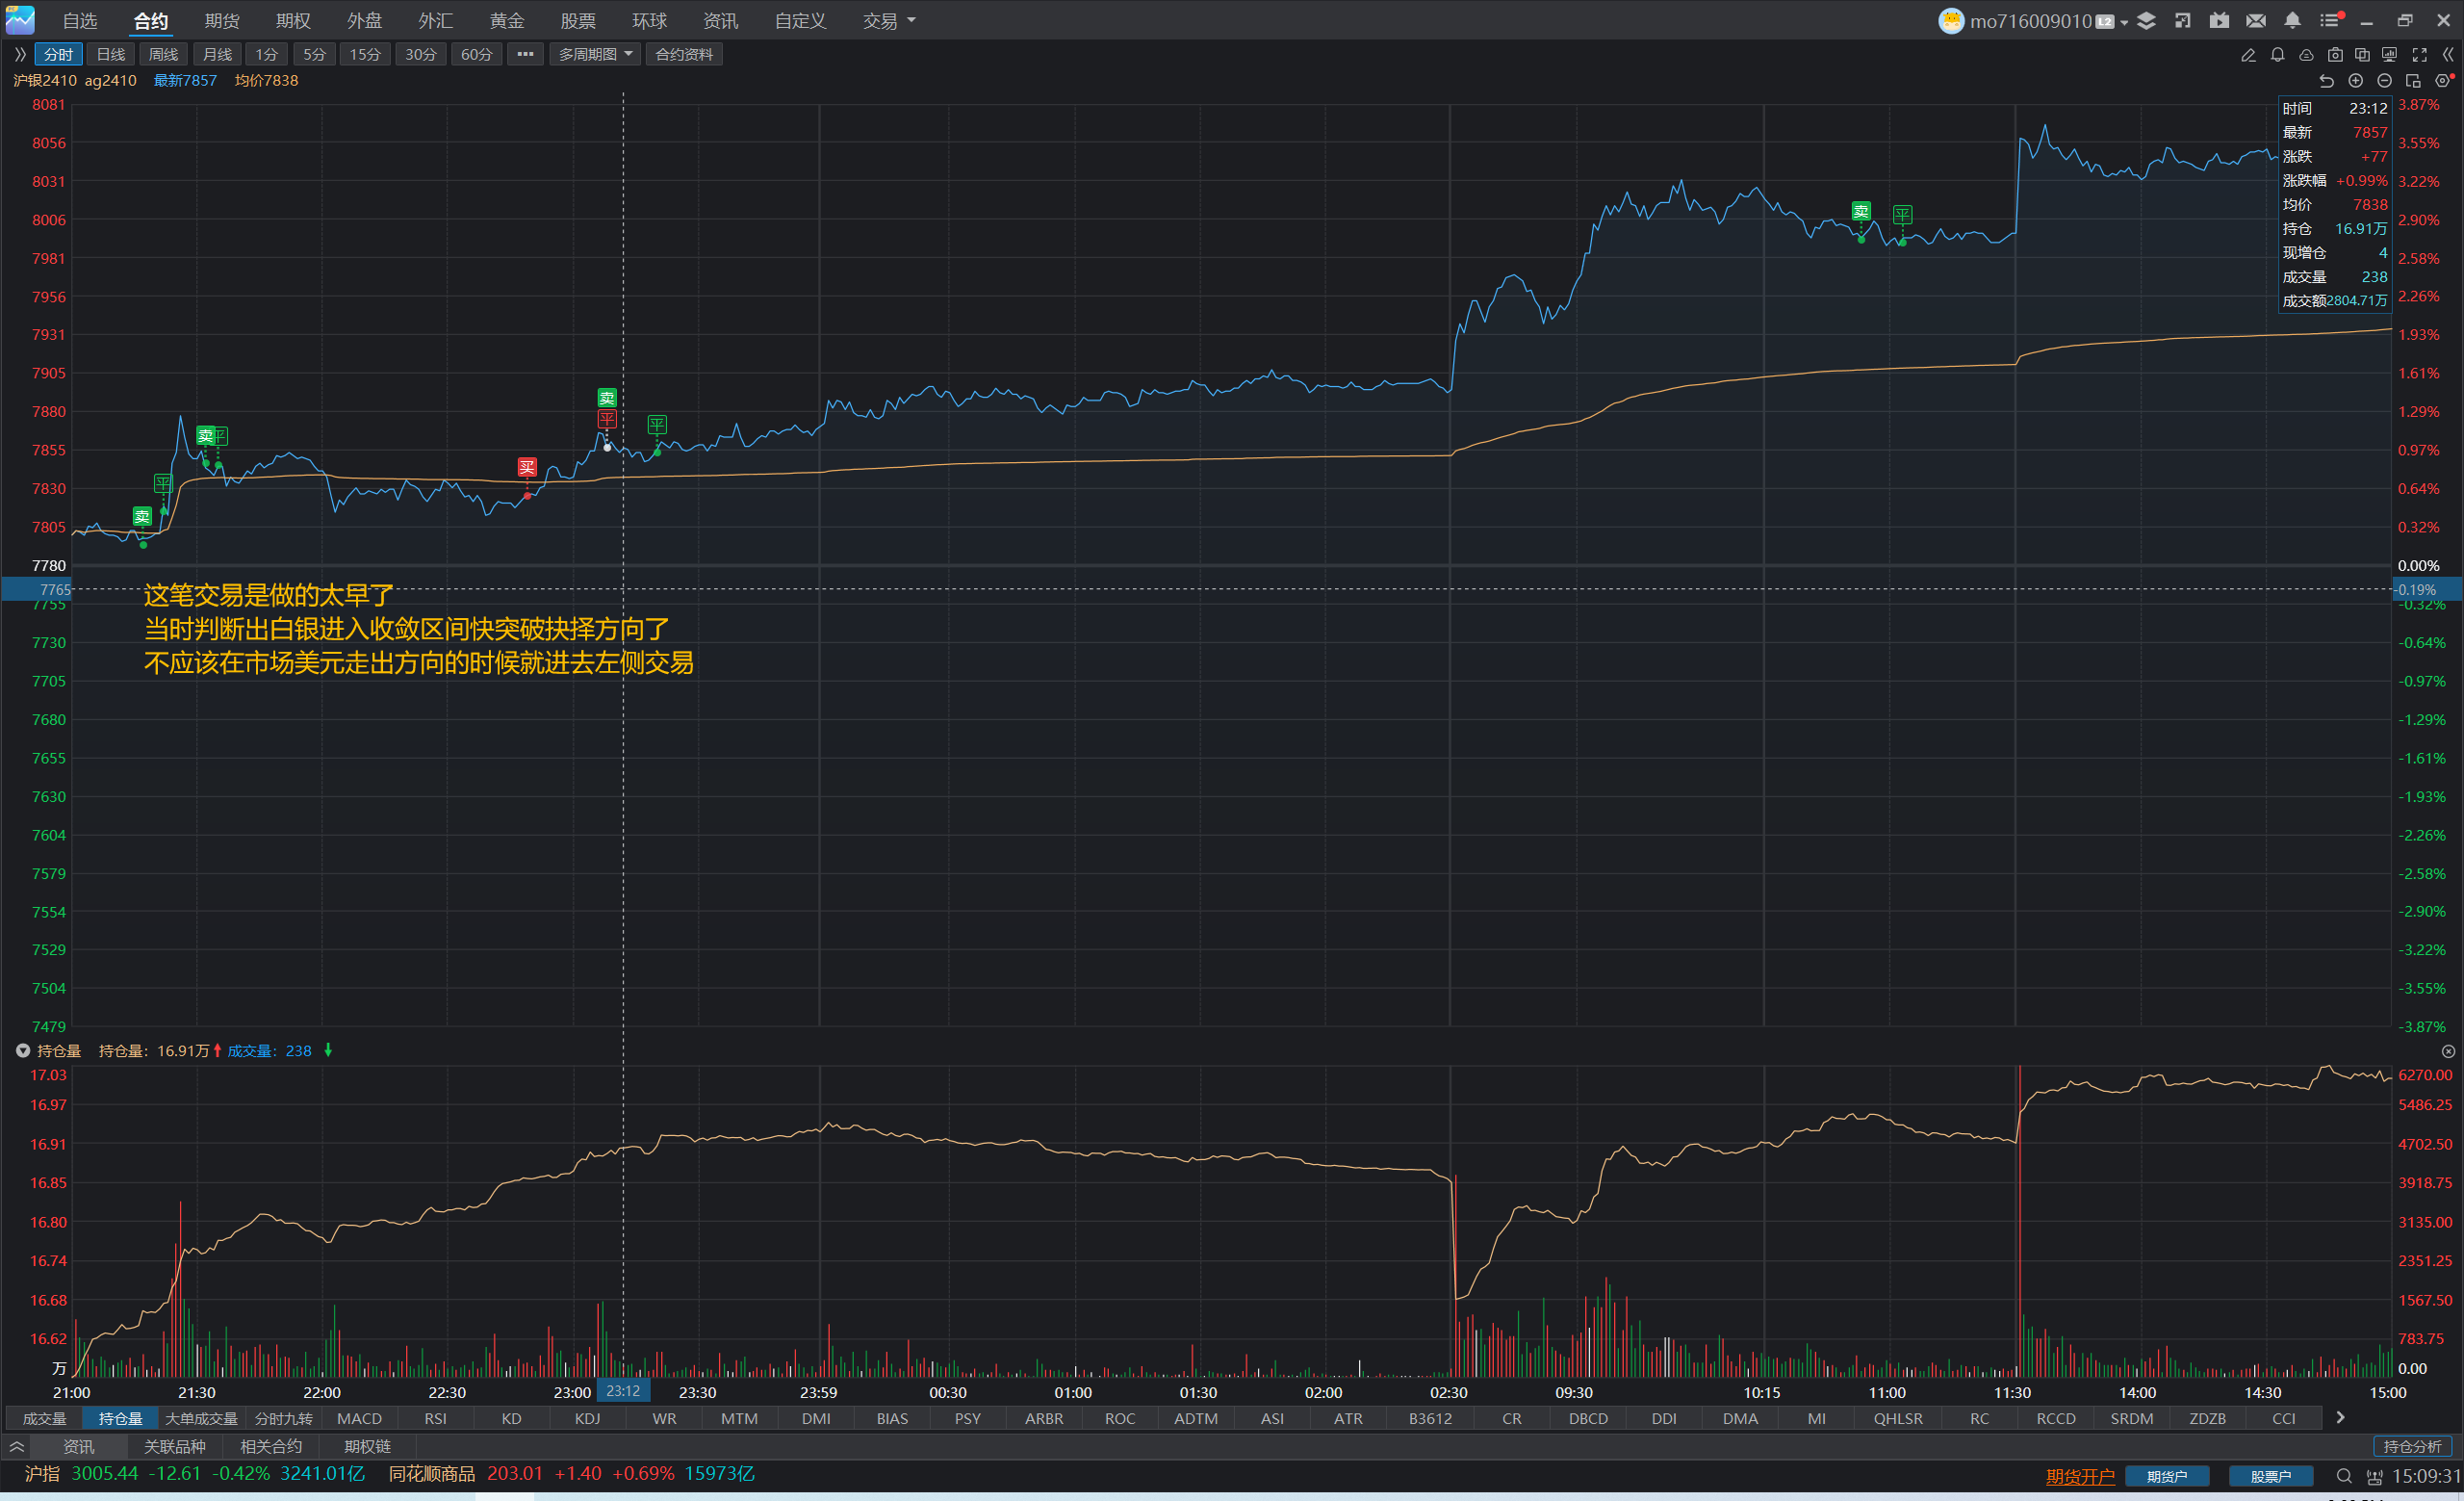 自选 合约 期货 期权 外盘 外汇 黄金 股票 环球 资讯 自定义 交易 mo716009010 L2
分时 日线 周线 月线 1分 5分 15分 30分 60分 ••• 多周期图 合约资料
沪银2410 ag2410 最新7857 均价7838
8081 3.87%
8056 3.55%
8031 3.22%
8006 2.90%
7981 2.58%
7956 2.26%
7931 1.93%
7905 1.61%
7880 1.29%
7855 0.97%
7830 0.64%
7805 0.32%
7780 0.00%
7765 -0.19%
7755 -0.32%
7730 -0.64%
7705 -0.97%
7680 -1.29%
7655 -1.61%
7630 -1.93%
7604 -2.26%
7579 -2.58%
7554 -2.90%
7529 -3.22%
7504 -3.55%
7479 -3.87%
时间 23:12
最新 7857
涨跌 +77
涨跌幅 +0.99%
均价 7838
持仓 16.91万
现增仓 4
成交量 238
成交额2804.71万
卖 平
卖
平 平
卖平
买
平
卖
这笔交易是做的太早了
当时判断出白银进入收敛区间快突破抉择方向了
不应该在市场美元走出方向的时候就进去左侧交易
持仓量 持仓量：16.91万 成交量：238
17.03 6270.00
16.97 5486.25
16.91 4702.50
16.85 3918.75
16.80 3135.00
16.74 2351.25
16.68 1567.50
16.62 783.75
万 0.00
21:00 21:30 22:00 22:30 23:00 23:12 23:30 23:59 00:30 01:00 01:30 02:00 02:30 09:30 10:15 11:00 11:30 14:00 14:30 15:00
成交量 持仓量 大单成交量 分时九转 MACD RSI KD KDJ WR MTM DMI BIAS PSY ARBR ROC ADTM ASI ATR B3612 CR DBCD DDI DMA MI QHLSR RC RCCD SRDM ZDZB CCI
资讯 关联品种 相关合约 期权链 持仓分析
沪指 3005.44 -12.61 -0.42% 3241.01亿 同花顺商品 203.01 +1.40 +0.69% 15973亿 期货开户 期货户 股票户 15:09:31